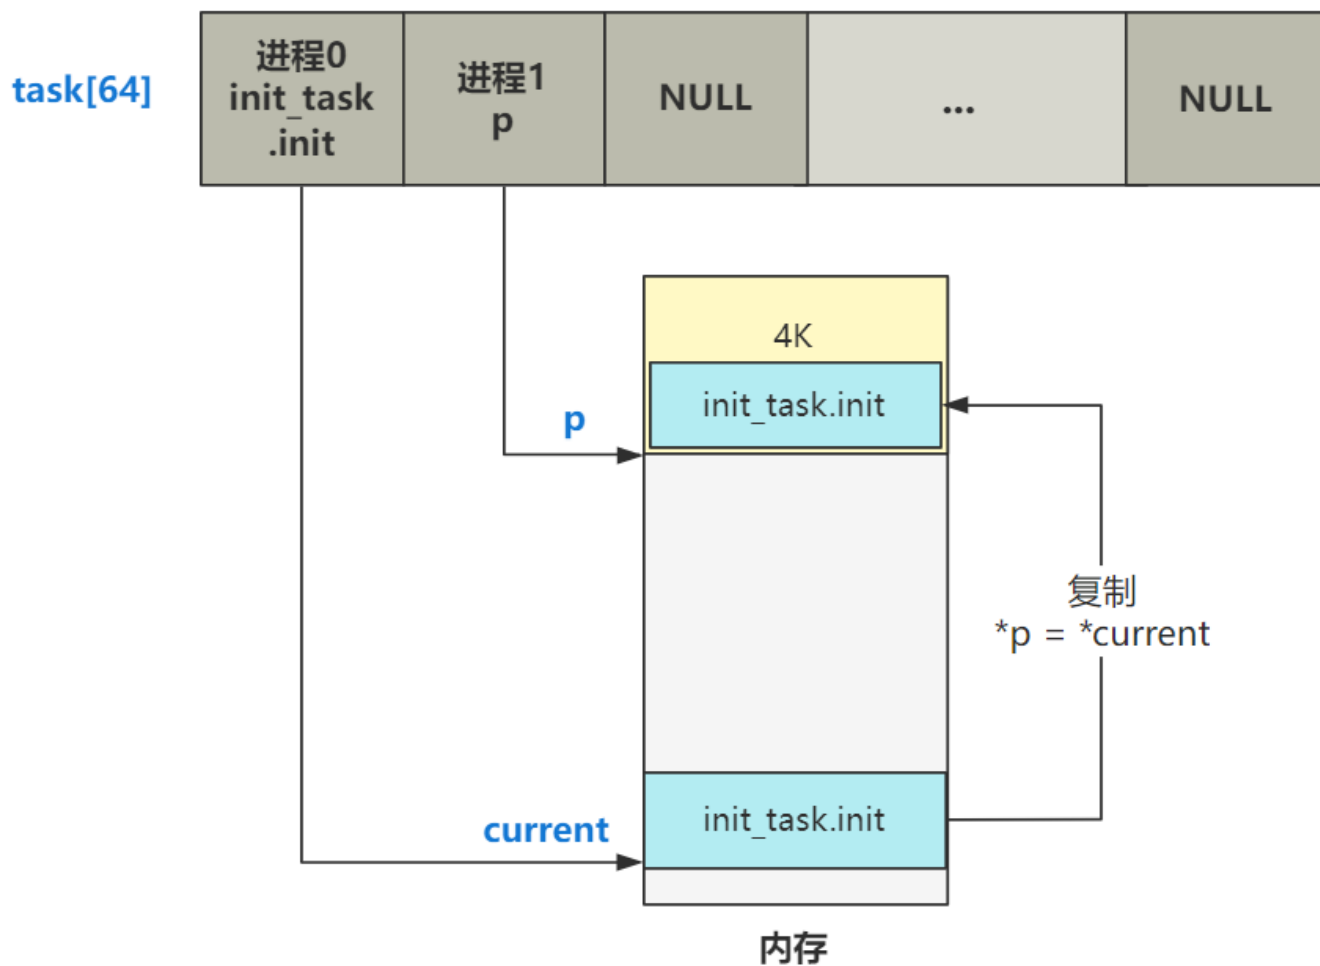 task[64]
进程0
init_task
.init
进程1
p
NULL
...
NULL
4K
init_task.init
p
复制
*p = *current
init_task.init
current
内存